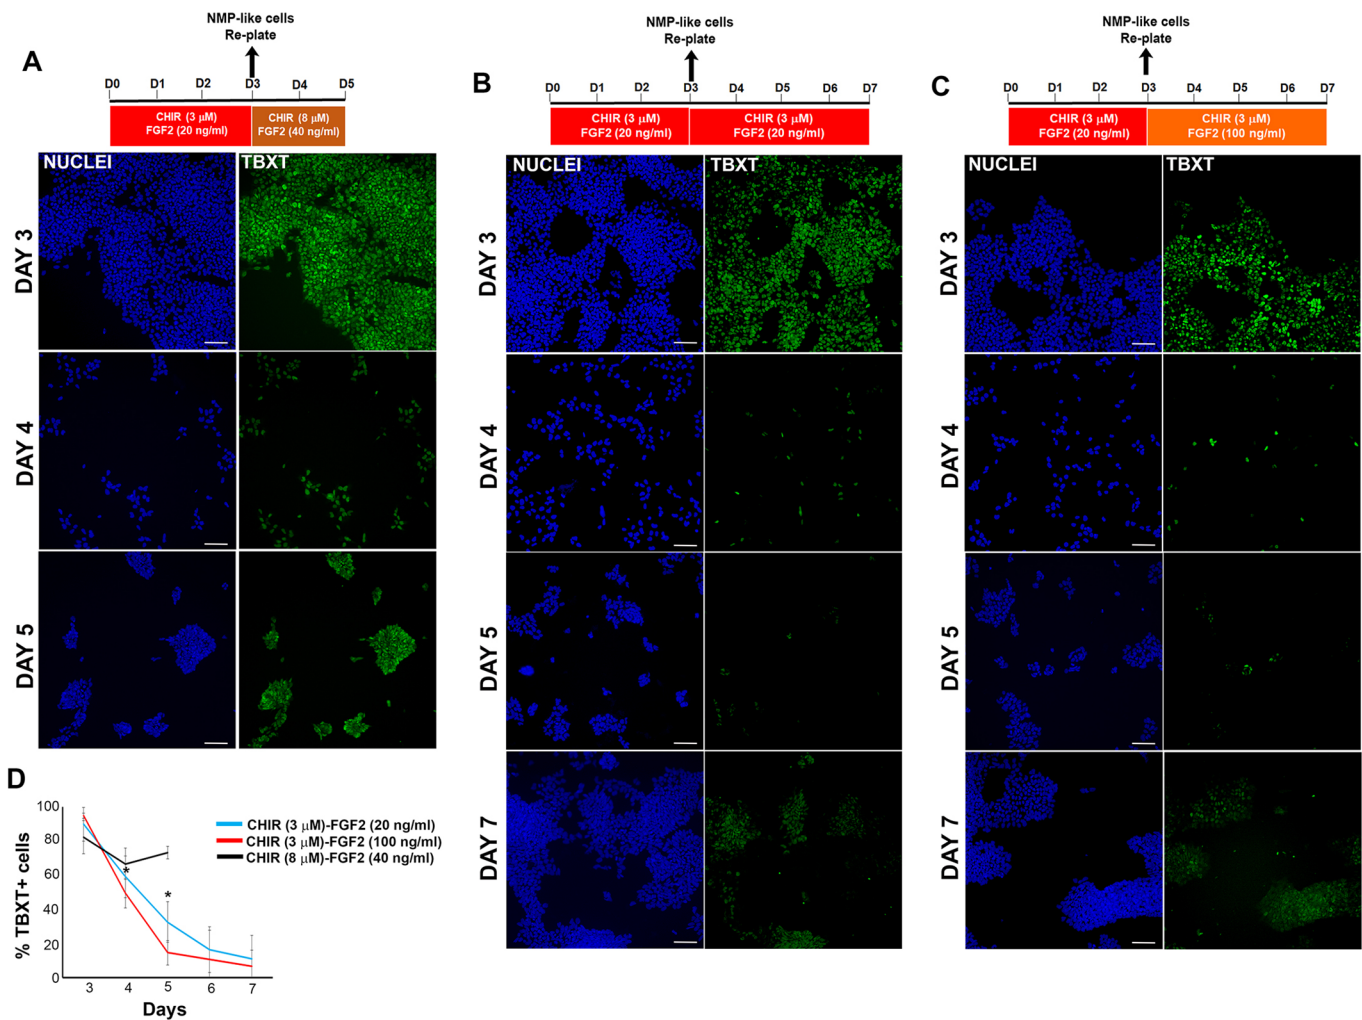 A
NMP-like cells
Re-plate
D0 D1 D2 D3 D4 D5
CHIR (3 μM)
FGF2 (20 ng/ml)
CHIR (8 μM)
FGF2 (40 ng/ml)
NUCLEI TBXT
DAY 3
DAY 4
DAY 5
B
NMP-like cells
Re-plate
D0 D1 D2 D3 D4 D5 D6 D7
CHIR (3 μM)
FGF2 (20 ng/ml)
CHIR (3 μM)
FGF2 (20 ng/ml)
NUCLEI TBXT
DAY 3
DAY 4
DAY 5
DAY 7
C
NMP-like cells
Re-plate
D0 D1 D2 D3 D4 D5 D6 D7
CHIR (3 μM)
FGF2 (20 ng/ml)
CHIR (3 μM)
FGF2 (100 ng/ml)
NUCLEI TBXT
DAY 3
DAY 4
DAY 5
DAY 7
D
% TBXT+ cells
100
80
60
40
20
0
* *
3 4 5 6 7
Days
CHIR (3 μM)-FGF2 (20 ng/ml)
CHIR (3 μM)-FGF2 (100 ng/ml)
CHIR (8 μM)-FGF2 (40 ng/ml)